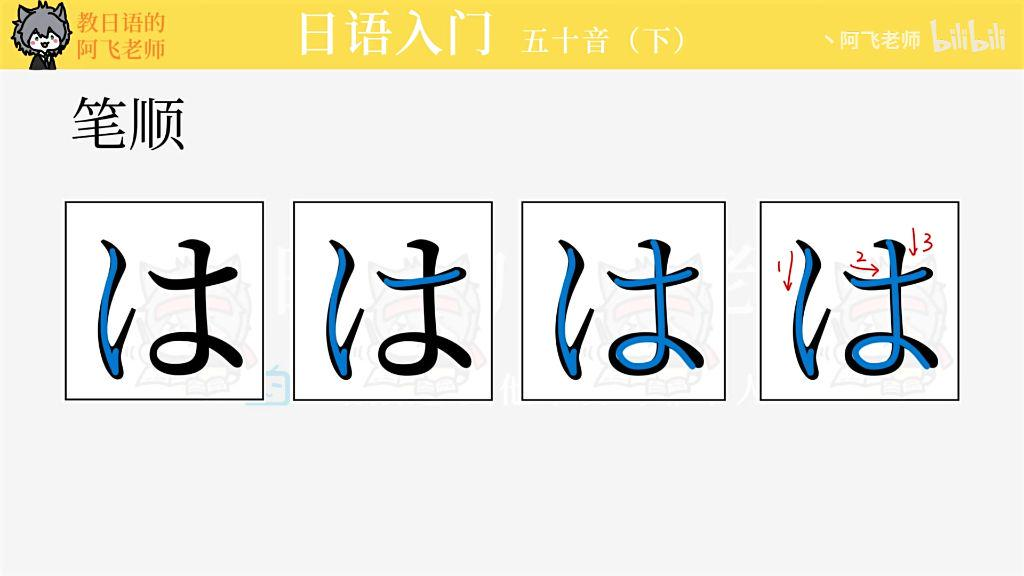 教日语的
阿飞老师
日语入门 五十音（下）
丶阿飞老师 bilibili
笔顺
は は は は
1 2 3